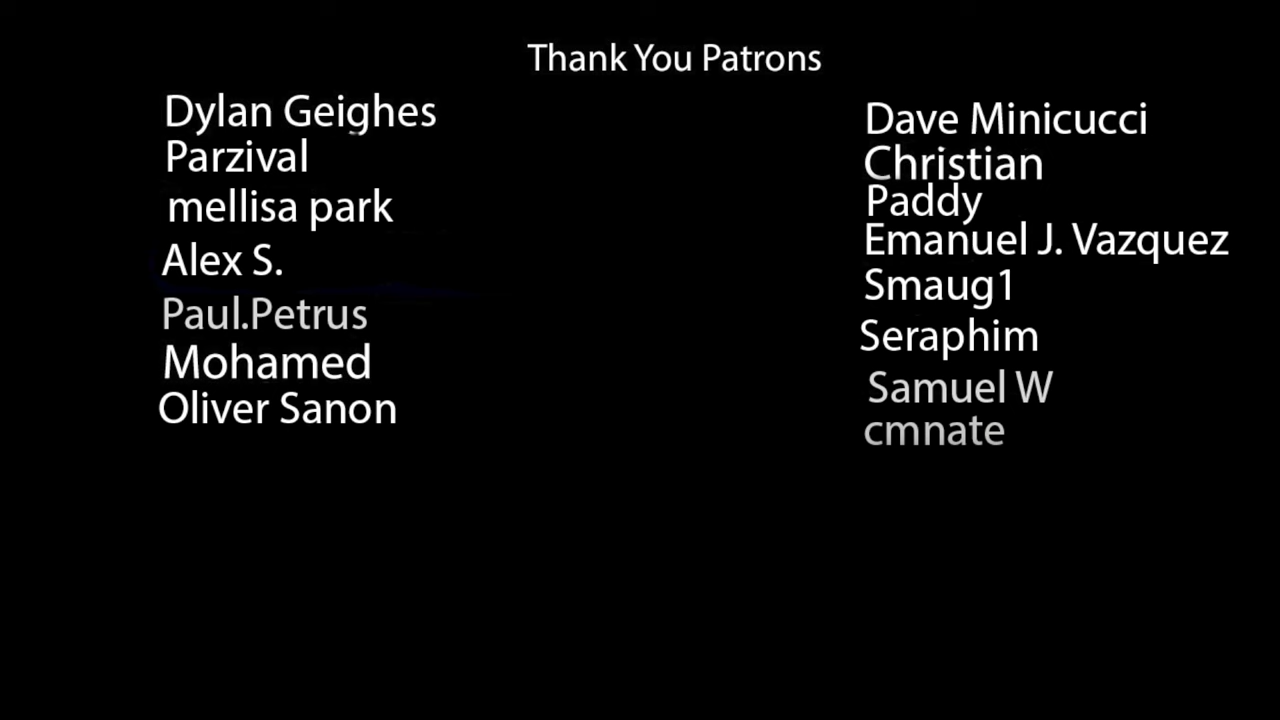 Thank You Patrons
Dylan Geighes
Parzival
mellisa park
Alex S.
Paul.Petrus
Mohamed
Oliver Sanon
Dave Minicucci
Christian
Paddy
Emanuel J. Vazquez
Smaug1
Seraphim
Samuel W
cmnate